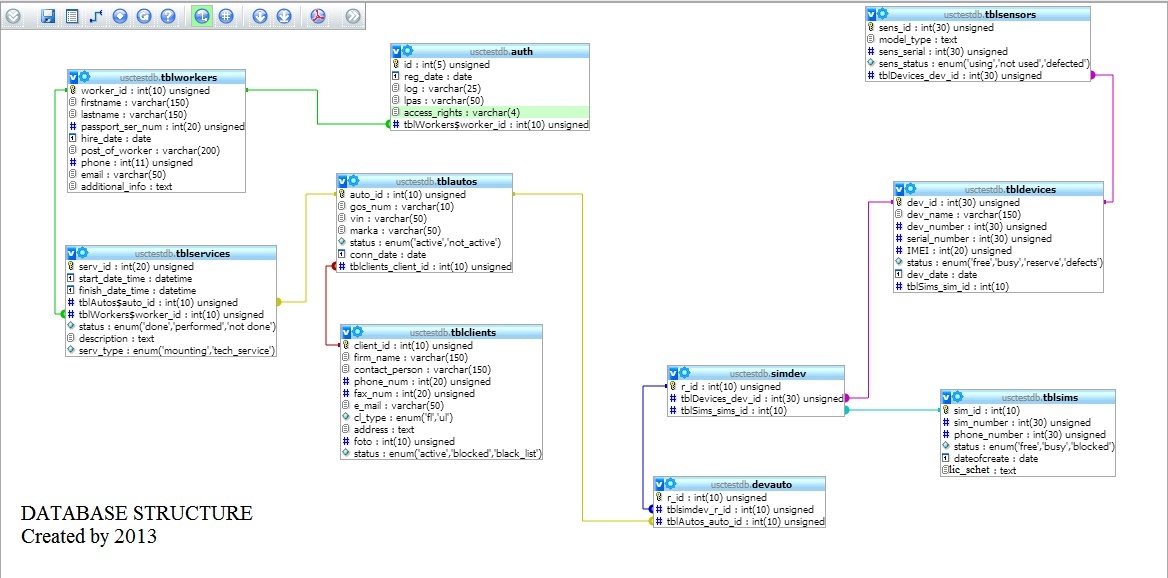 usctestdb.tblworkers
worker_id : int(10) unsigned
firstname : varchar(150)
lastname : varchar(150)
passport_ser_num : int(20) unsigned
hire_date : date
post_of_worker : varchar(200)
phone : int(11) unsigned
email : varchar(50)
additional_info : text
usctestdb.auth
id : int(5) unsigned
reg_date : date
log : varchar(25)
lpas : varchar(50)
access_rights : varchar(4)
tblWorkers$worker_id : int(10) unsigned
usctestdb.tblsensors
sens_id : int(30) unsigned
model_type : text
sens_serial : int(30) unsigned
sens_status : enum('using','not used','defected')
tblDevices_dev_id : int(30) unsigned
usctestdb.tblautos
auto_id : int(10) unsigned
gos_num : varchar(10)
vin : varchar(50)
marka : varchar(50)
status : enum('active','not_active')
conn_date : date
tblclients_client_id : int(10) unsigned
usctestdb.tbldevices
dev_id : int(30) unsigned
dev_name : varchar(150)
dev_number : int(30) unsigned
serial_number : int(30) unsigned
IMEI : int(20) unsigned
status : enum('free','busy','reserve','defects')
dev_date : date
tblSims_sim_id : int(10)
usctestdb.tblservices
serv_id : int(20) unsigned
start_date_time : datetime
finish_date_time : datetime
tblAutos$auto_id : int(10) unsigned
tblWorkers$worker_id : int(10) unsigned
status : enum('done','performed','not done')
description : text
serv_type : enum('mounting','tech_service')
usctestdb.tblclients
client_id : int(10) unsigned
firm_name : varchar(150)
contact_person : varchar(150)
phone_num : int(20) unsigned
fax_num : int(20) unsigned
e_mail : varchar(50)
cl_type : enum('fl','ul')
address : text
foto : int(10) unsigned
status : enum('active','blocked','black_list')
usctestdb.simdev
r_id : int(10) unsigned
tblDevices_dev_id : int(30) unsigned
tblSims_sims_id : int(10)
usctestdb.tblsims
sim_id : int(10)
sim_number : int(30) unsigned
phone_number : int(30) unsigned
status : enum('free','busy','blocked')
dateofcreate : date
lic_schet : text
usctestdb.devauto
r_id : int(10) unsigned
tblsimdev_r_id : int(10) unsigned
tblAutos_auto_id : int(10) unsigned
DATABASE STRUCTURE
Created by 2013